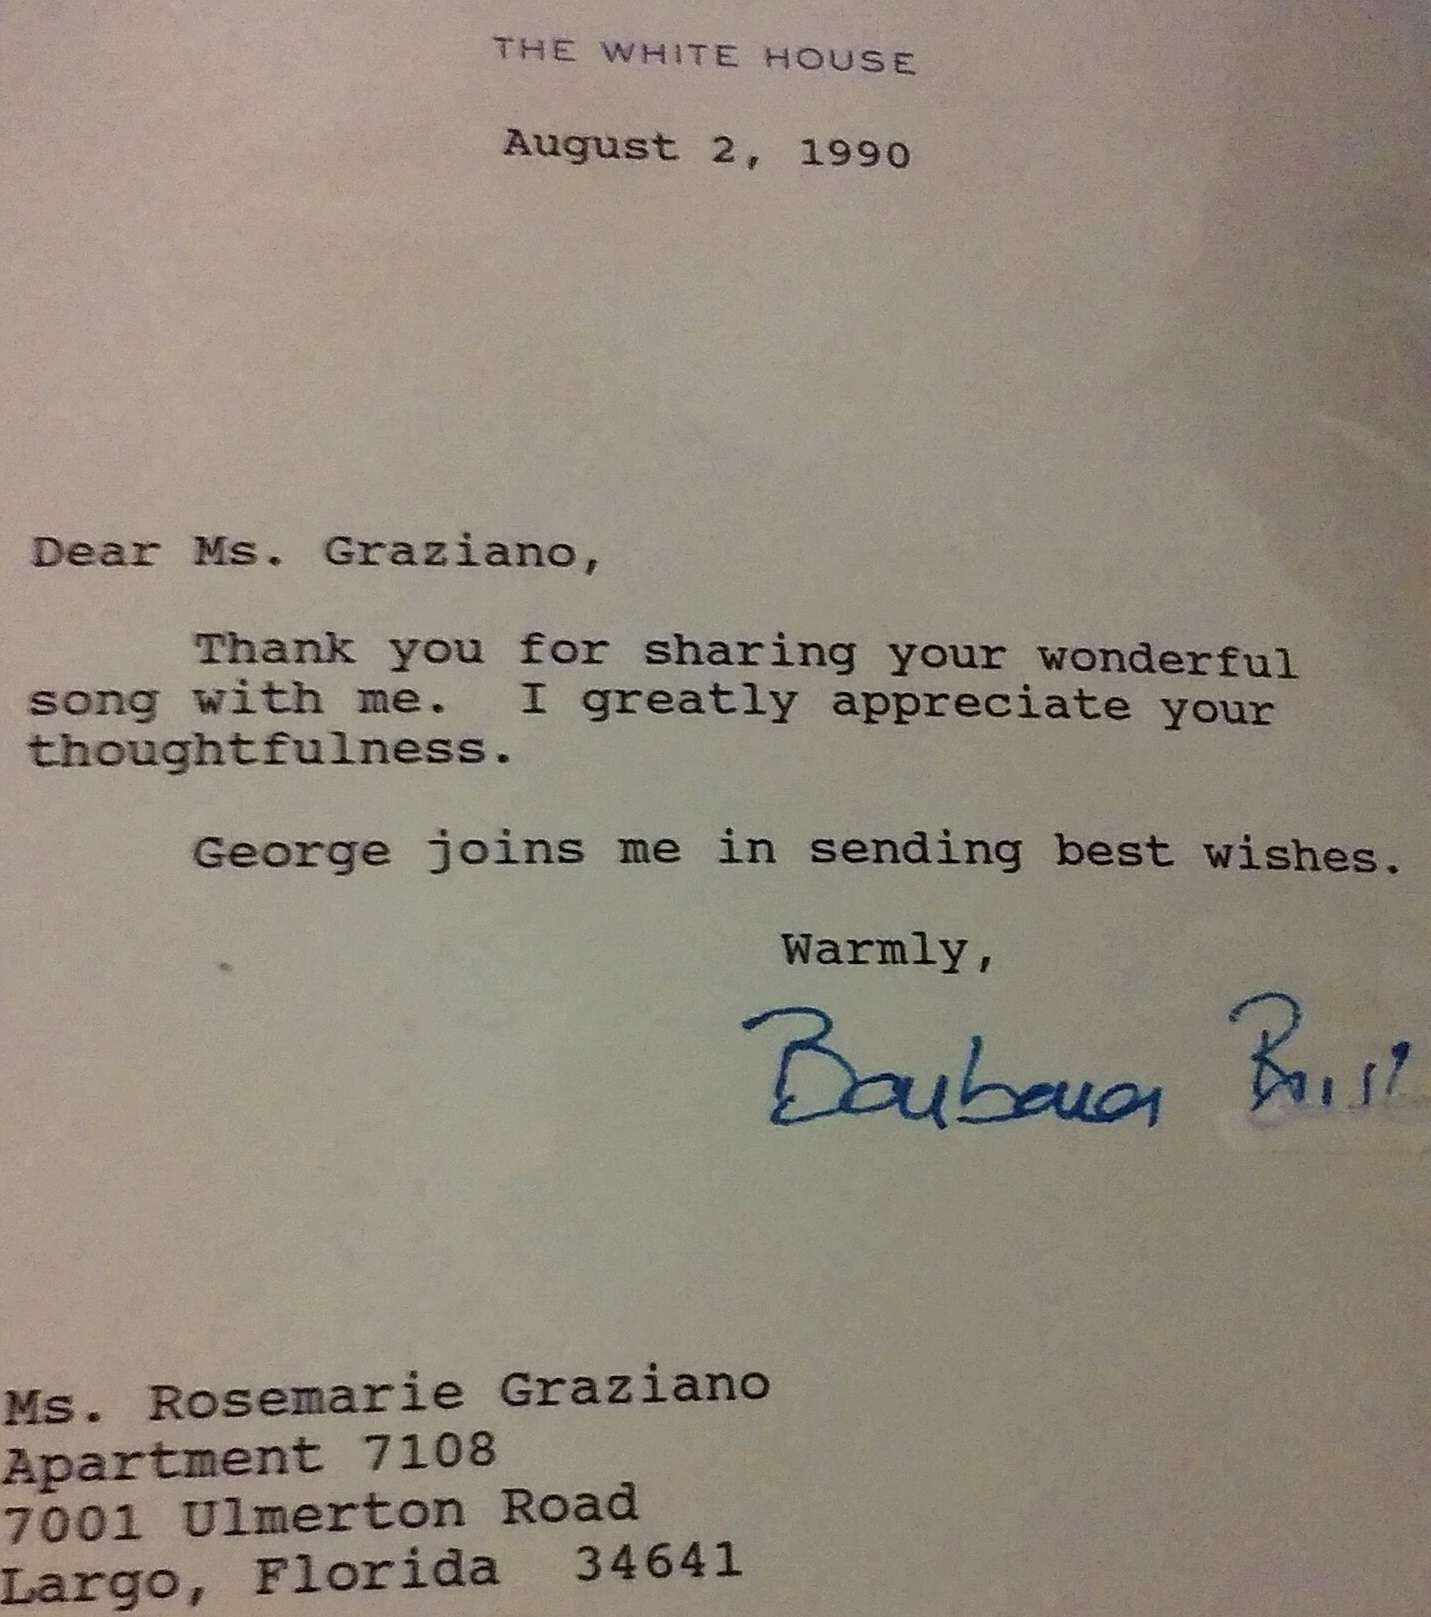 THE WHITE HOUSE
August 2, 1990
Dear Ms. Graziano,
Thank you for sharing your wonderful
song with me.  I greatly appreciate your
thoughtfulness.
George joins me in sending best wishes.
Warmly,
Barbara Bush
Ms. Rosemarie Graziano
Apartment 7108
7001 Ulmerton Road
Largo, Florida  34641